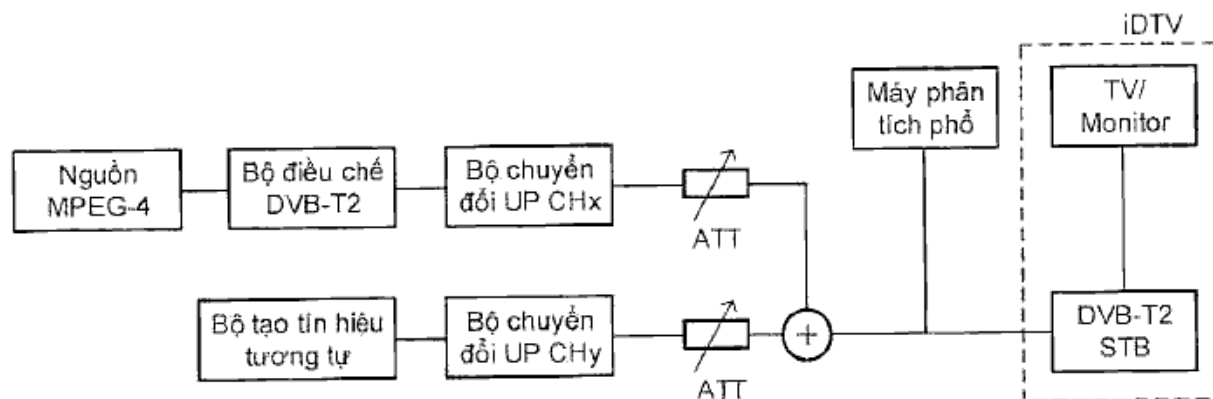 iDTV
Máy phân
tích phổ
TV/
Monitor
Nguồn
MPEG-4
Bộ điều chế
DVB-T2
Bộ chuyển
đổi UP CHx
ATT
Bộ tạo tín hiệu
tương tự
Bộ chuyển
đổi UP CHy
ATT
+
DVB-T2
STB